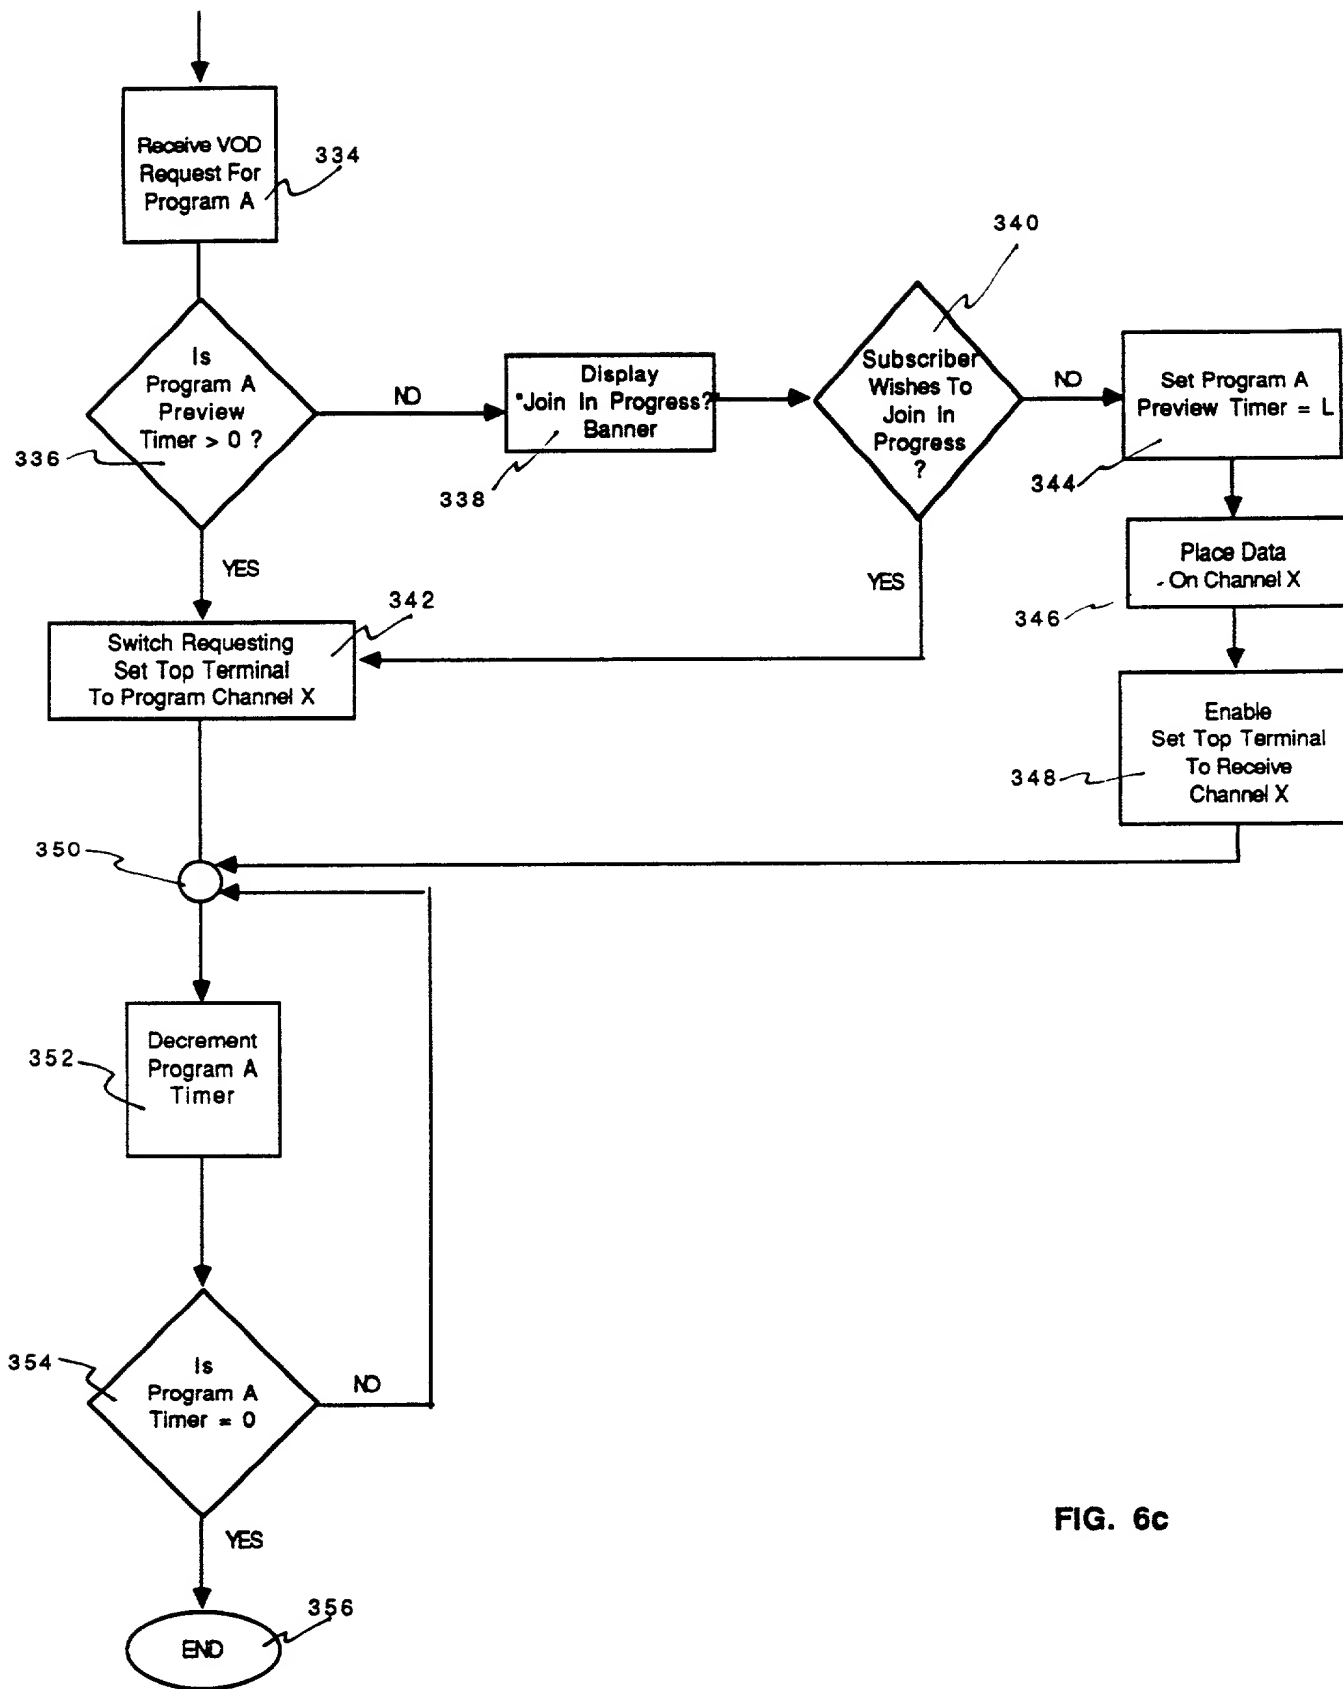 Receive VOD
Request For
Program A
334
Is
Program A
Preview
Timer > 0 ?
336
NO
YES
Display
"Join In Progress?"
Banner
338
340
Subscriber
Wishes To
Join In
Progress
?
NO
YES
Set Program A
Preview Timer = L
344
Place Data
On Channel X
346
Enable
Set Top Terminal
To Receive
Channel X
348
342
Switch Requesting
Set Top Terminal
To Program Channel X
350
Decrement
Program A
Timer
352
354
Is
Program A
Timer = 0
NO
YES
356
END
FIG. 6c